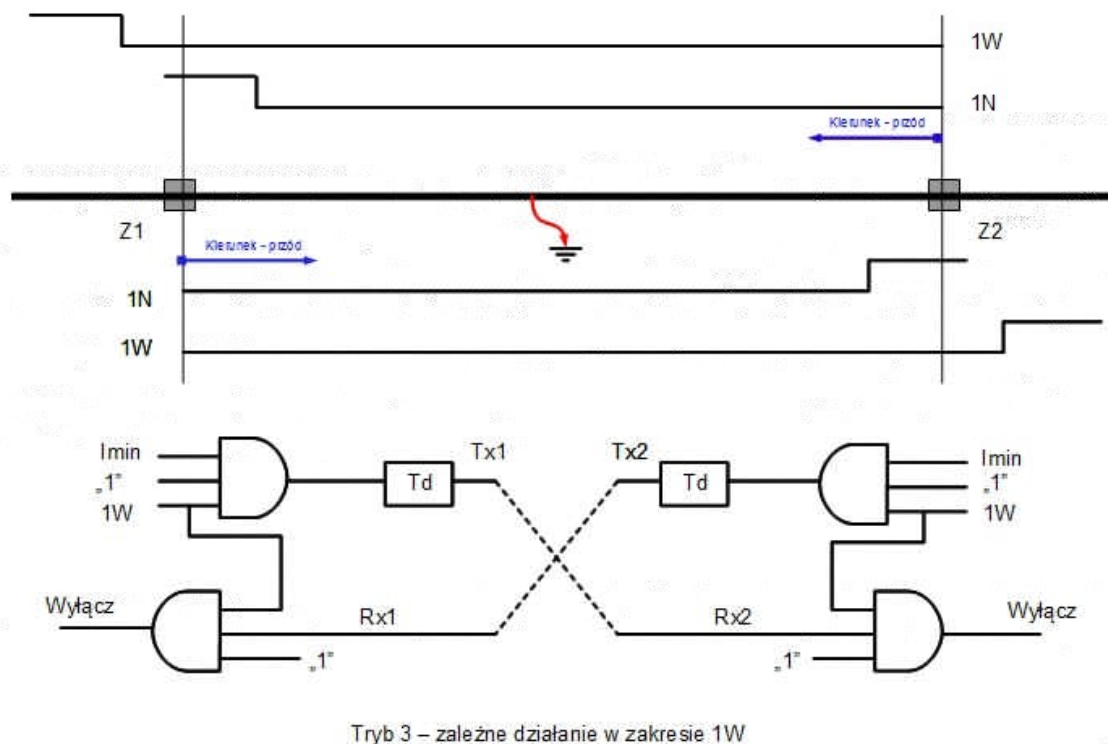 1W
1N
Kierunek - przód
Z1
Z2
Kierunek - przód
1N
1W
Imin
„1”
1W
Td
Tx1
Tx2
Td
Imin
„1”
1W
Wyłącz
Rx1
„1”
Rx2
„1”
Wyłącz
Tryb 3 – zależne działanie w zakresie 1W